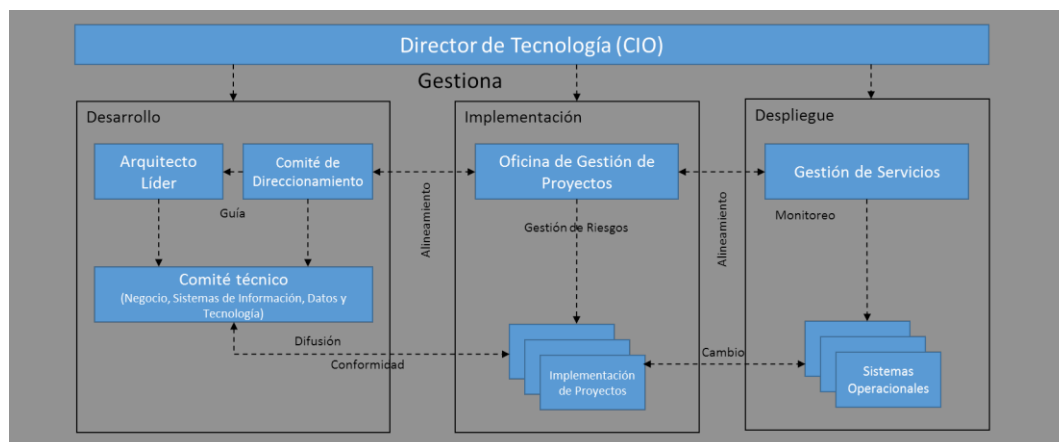 Director de Tecnología (CIO)
Gestiona
Desarrollo
Arquitecto
Líder
Comité de
Direccionamiento
Guía
Comité técnico
(Negocio, Sistemas de Información, Datos y
Tecnología)
Difusión
Conformidad
Alineamiento
Implementación
Oficina de Gestión de
Proyectos
Gestión de Riesgos
Implementación
de Proyectos
Alineamiento
Cambio
Despliegue
Gestión de Servicios
Monitoreo
Sistemas
Operacionales